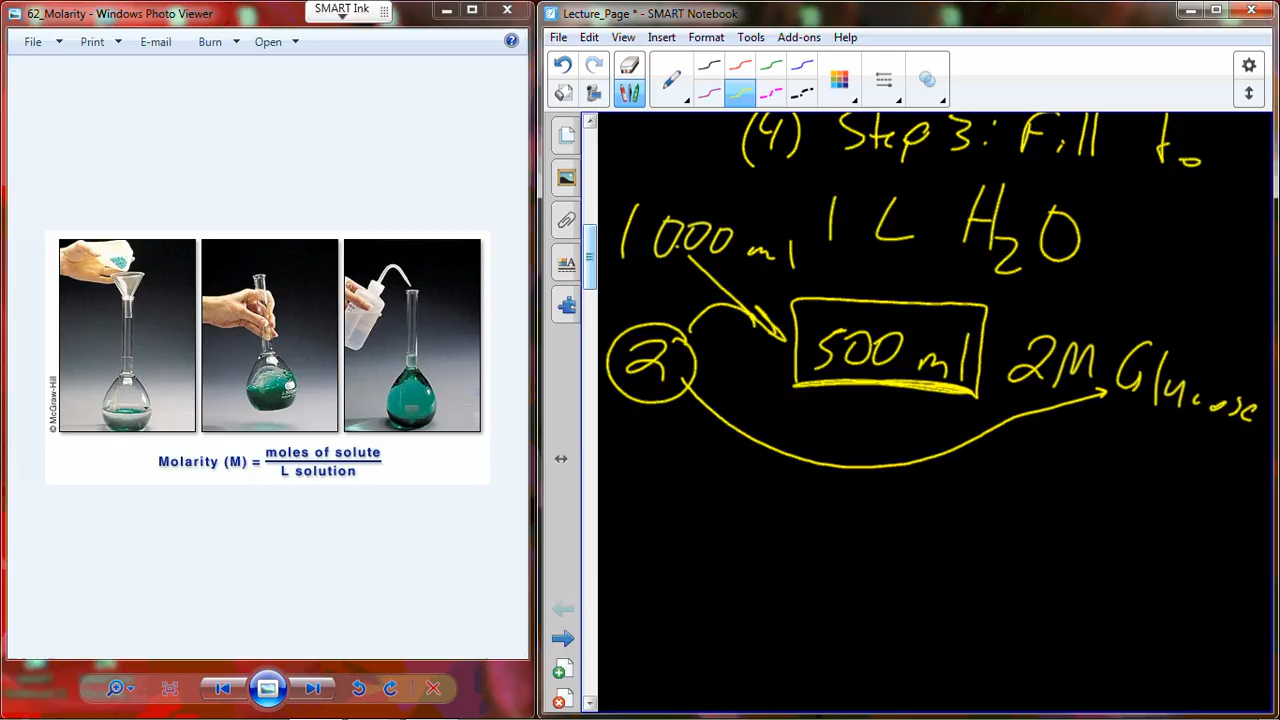 62_Molarity - Windows Photo Viewer
SMART Ink
File Print E-mail Burn Open
© McGraw-Hill
Molarity (M) = moles of solute
L solution
Lecture_Page * - SMART Notebook
File Edit View Insert Format Tools Add-ons Help
(4) Step 3: Fill to
1 L H2O
1000 ml
2 500 ml 2M Glucose